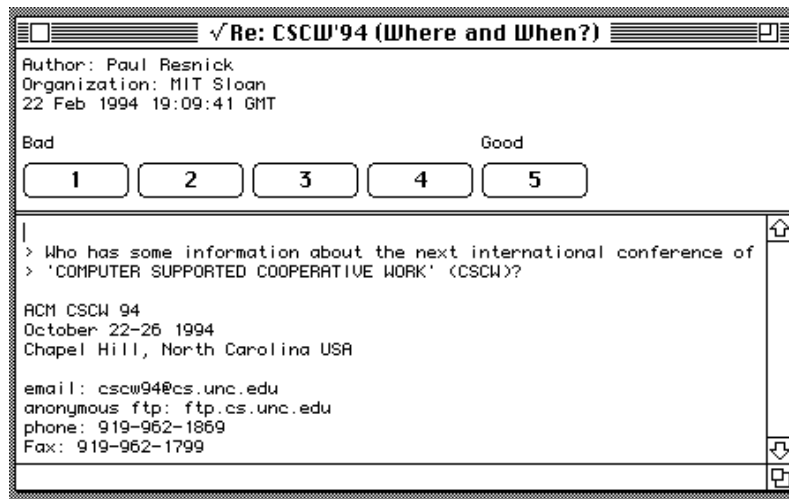 √Re: CSCW'94 (Where and When?)
Author: Paul Resnick
Organization: MIT Sloan
22 Feb 1994 19:09:41 GMT
Bad Good
1 2 3 4 5
> Who has some information about the next international conference of
> 'COMPUTER SUPPORTED COOPERATIVE WORK' (CSCW)?
ACM CSCW 94
October 22-26 1994
Chapel Hill, North Carolina USA
email: cscw94@cs.unc.edu
anonymous ftp: ftp.cs.unc.edu
phone: 919-962-1869
Fax: 919-962-1799